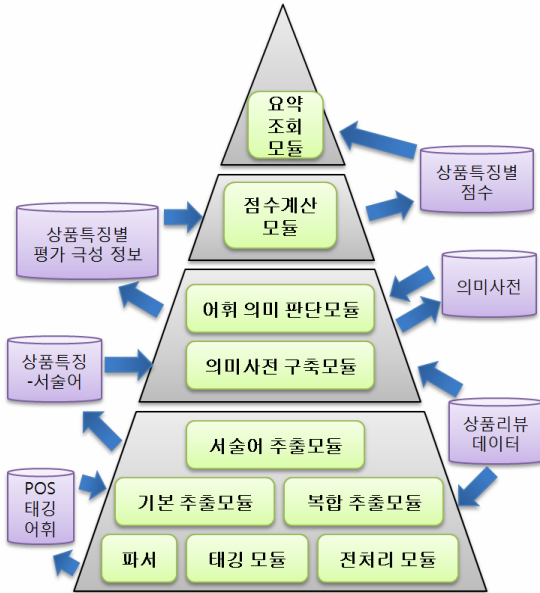 요약
조회
모듈
상품특징별
점수
점수계산
모듈
상품특징별
평가 극성 정보
의미사전
어휘 의미 판단모듈
의미사전 구축모듈
상품특징
-서술어
상품리뷰
데이터
서술어 추출모듈
POS
태깅
어휘
기본 추출모듈
복합 추출모듈
파서
태깅 모듈
전처리 모듈